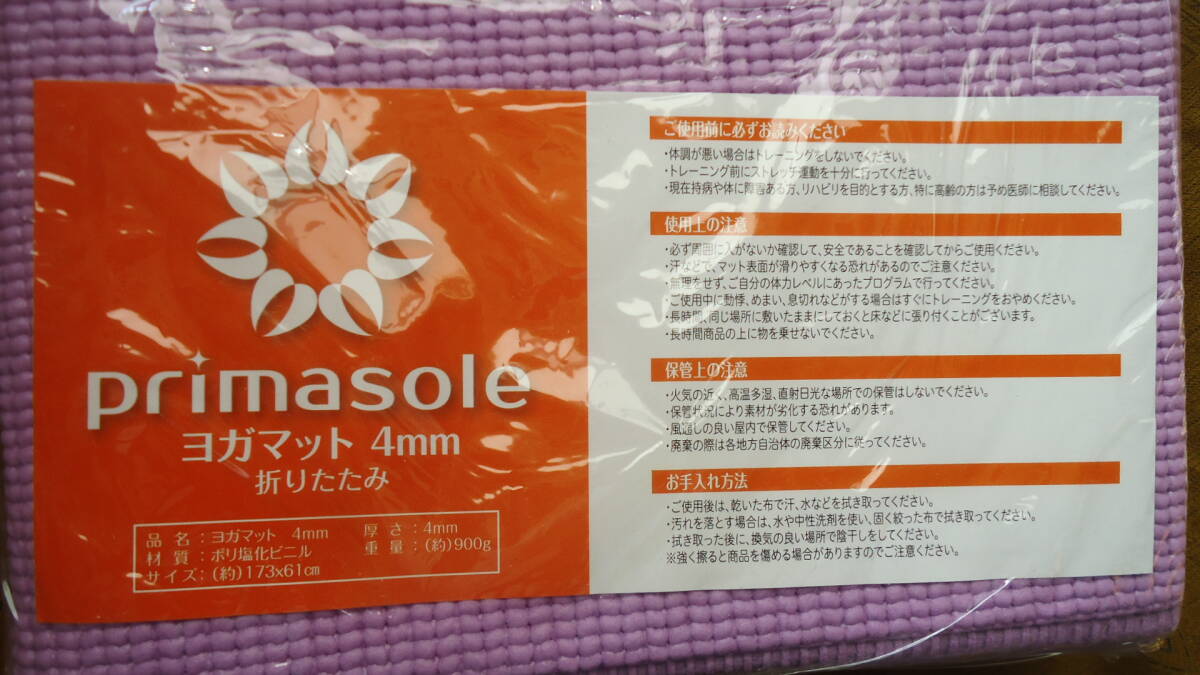 primasole
ヨガマット 4mm
折りたたみ
品 名 : ヨガマット 4mm 厚 さ : 4mm
材 質 : ポリ塩化ビニル 重 量 : (約)900g
サイズ : (約)173x61㎝
ご使用前に必ずお読みください
・体調が悪い場合はトレーニングをしないでください。
・トレーニング前にストレッチ運動を十分に行ってください。
・現在持病や体に障害ある方、リハビリを目的とする方、特に高齢の方は予め医師に相談してください。
使用上の注意
・必ず周囲に人がないか確認して、安全であることを確認してからご使用ください。
・汗などで、マット表面が滑りやすくなる恐れがあるのでご注意ください。
・無理をせず、ご自分の体力レベルにあったプログラムで行ってください。
・ご使用中に動悸、めまい、息切れなどがする場合はすぐにトレーニングをおやめください。
・長時間、同じ場所に敷いたままにしておくと床などに張り付くことがございます。
・長時間商品の上に物を乗せないでください。
保管上の注意
・火気の近く、高温多湿、直射日光な場所での保管はしないでください。
・保管状況により素材が劣化する恐れがあります。
・風通しの良い屋内で保管してください。
・廃棄の際は各地方自治体の廃棄区分に従ってください。
お手入れ方法
・ご使用後は、乾いた布で汗、水などを拭き取ってください。
・汚れを落とす場合は、水や中性洗剤を使い、固く絞った布で拭き取ってください。
・拭き取った後に、換気の良い場所で陰干しをしてください。
※強く擦ると商品を傷める場合がありますのでご注意ください。